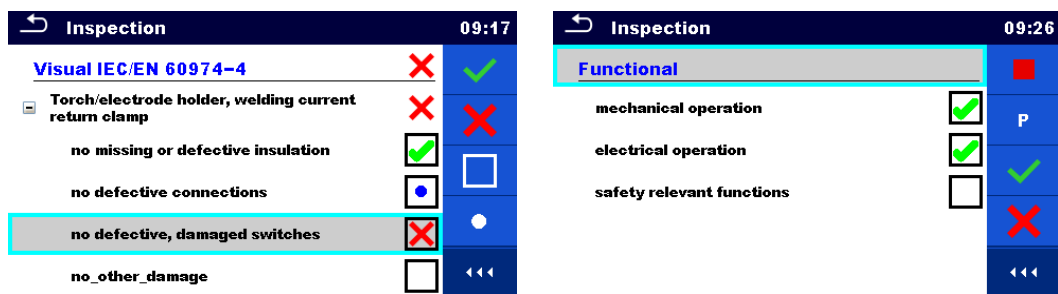 Inspection 09:17
Visual IEC/EN 60974-4
Torch/electrode holder, welding current
return clamp
no missing or defective insulation
no defective connections
no defective, damaged switches
no_other_damage
Inspection 09:26
Functional
P
mechanical operation
electrical operation
safety relevant functions